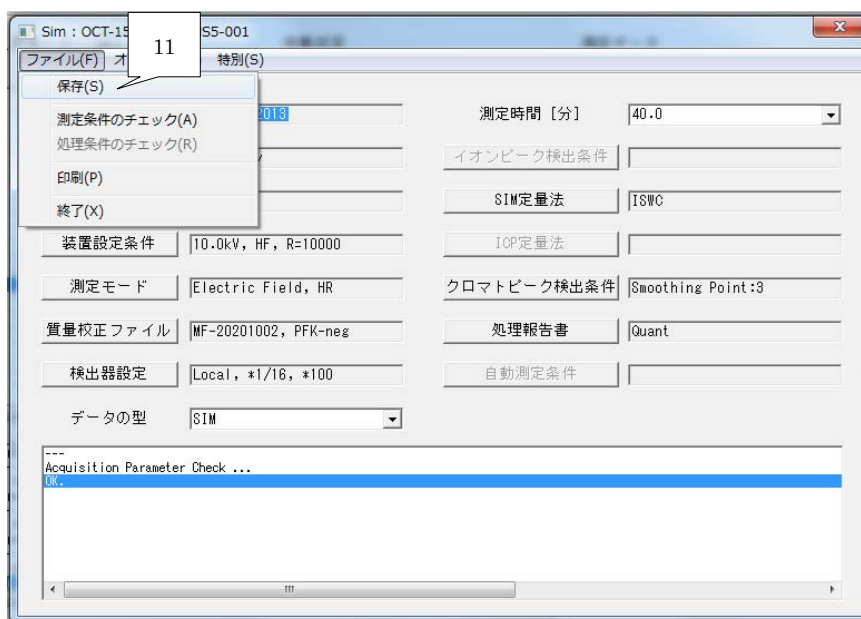 Sim : OCT-15 S5-001
11
ファイル(F) オ 特別(S)
保存(S)
測定条件のチェック(A)
処理条件のチェック(R)
印刷(P)
終了(X)
2013
測定時間 [分] 40.0
イオンピーク検出条件
SIM定量法 ISWC
装置設定条件 10.0kV, HF, R=10000
ICP定量法
測定モード Electric Field, HR
クロマトピーク検出条件 Smoothing Point:3
質量校正ファイル MF-20201002, PFK-neg
処理報告書 Quant
検出器設定 Local, *1/16, *100
自動測定条件
データの型 SIM
---
Acquisition Parameter Check ...
OK.